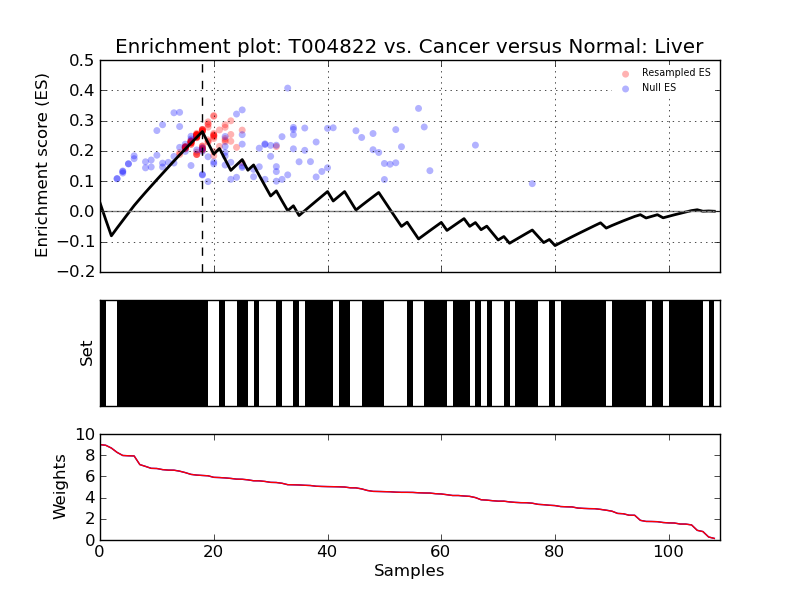 Enrichment plot: T004822 vs. Cancer versus Normal: Liver
Enrichment score (ES)
0.5
0.4
0.3
0.2
0.1
0.0
−0.1
−0.2
Resampled ES
Null ES
Set
Weights
10
8
6
4
2
0
0 20 40 60 80 100
Samples